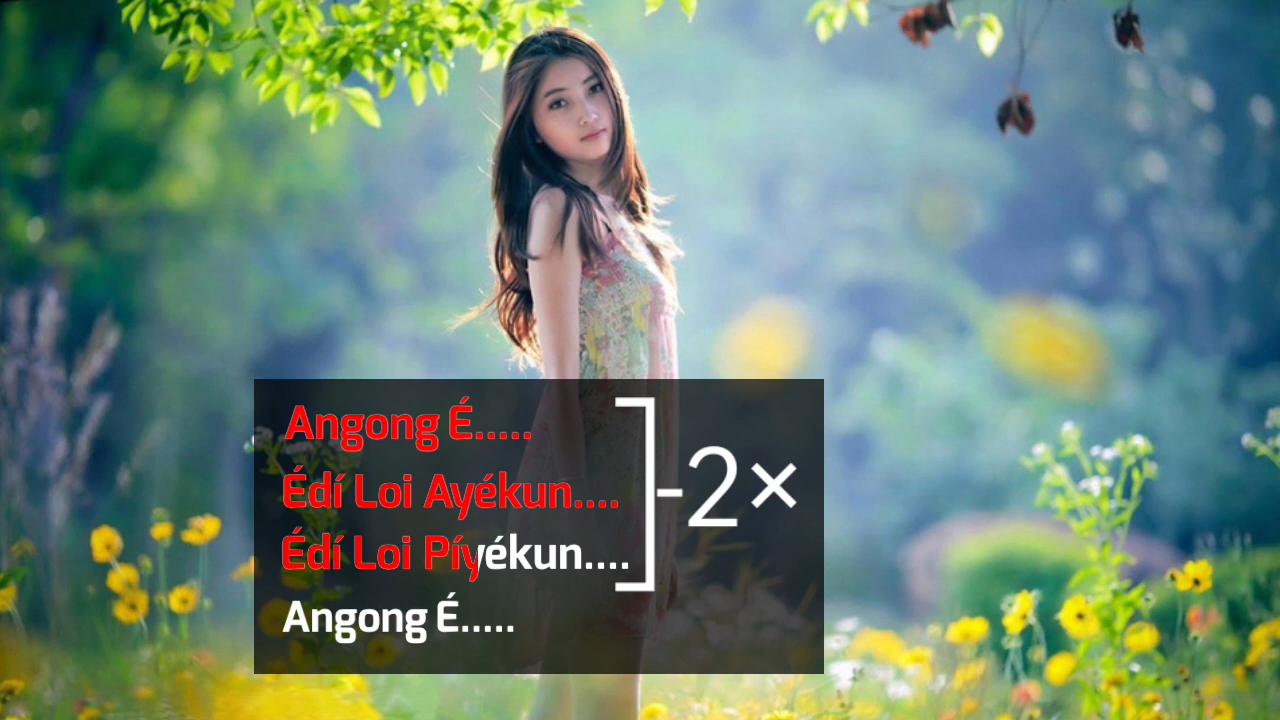 Angong É.....
Édí Loi Ayékun....
Édí Loi Píyékun....
-2×
Angong É.....